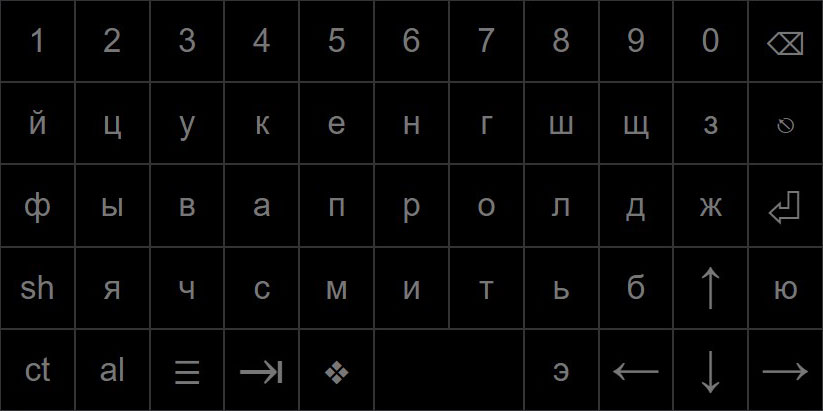 1 2 3 4 5 6 7 8 9 0 ⌫
й ц у к е н г ш щ з ⎋
ф ы в а п р о л д ж ⏎
sh я ч с м и т ь б ↑ ю
ct al ☰ ⇥ ❖ э ← ↓ →